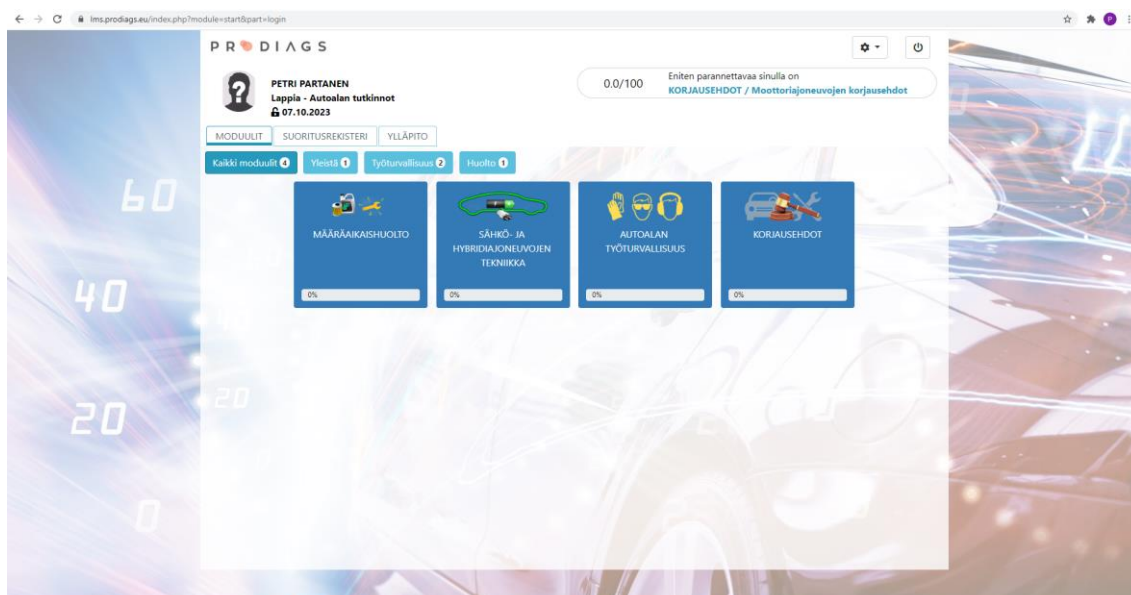 lms.prodiags.eu/index.php?module=start&part=login
P
PRODIAGS
PETRI PARTANEN
Lappia - Autoalan tutkinnot
07.10.2023
0.0/100
Eniten parannettavaa sinulla on
KORJAUSEHDOT / Moottoriajoneuvojen korjausehdot
MODUULIT SUORITUSREKISTERI YLLÄPITO
Kaikki moduulit 4 Yleistä 1 Työturvallisuus 2 Huolto 1
MÄÄRÄAIKAISHUOLTO
0%
SÄHKÖ- JA
HYBRIDIAJONEUVOJEN
TEKNIIKKA
0%
AUTOALAN
TYÖTURVALLISUUS
0%
KORJAUSEHDOT
0%
60
40
20
20
0